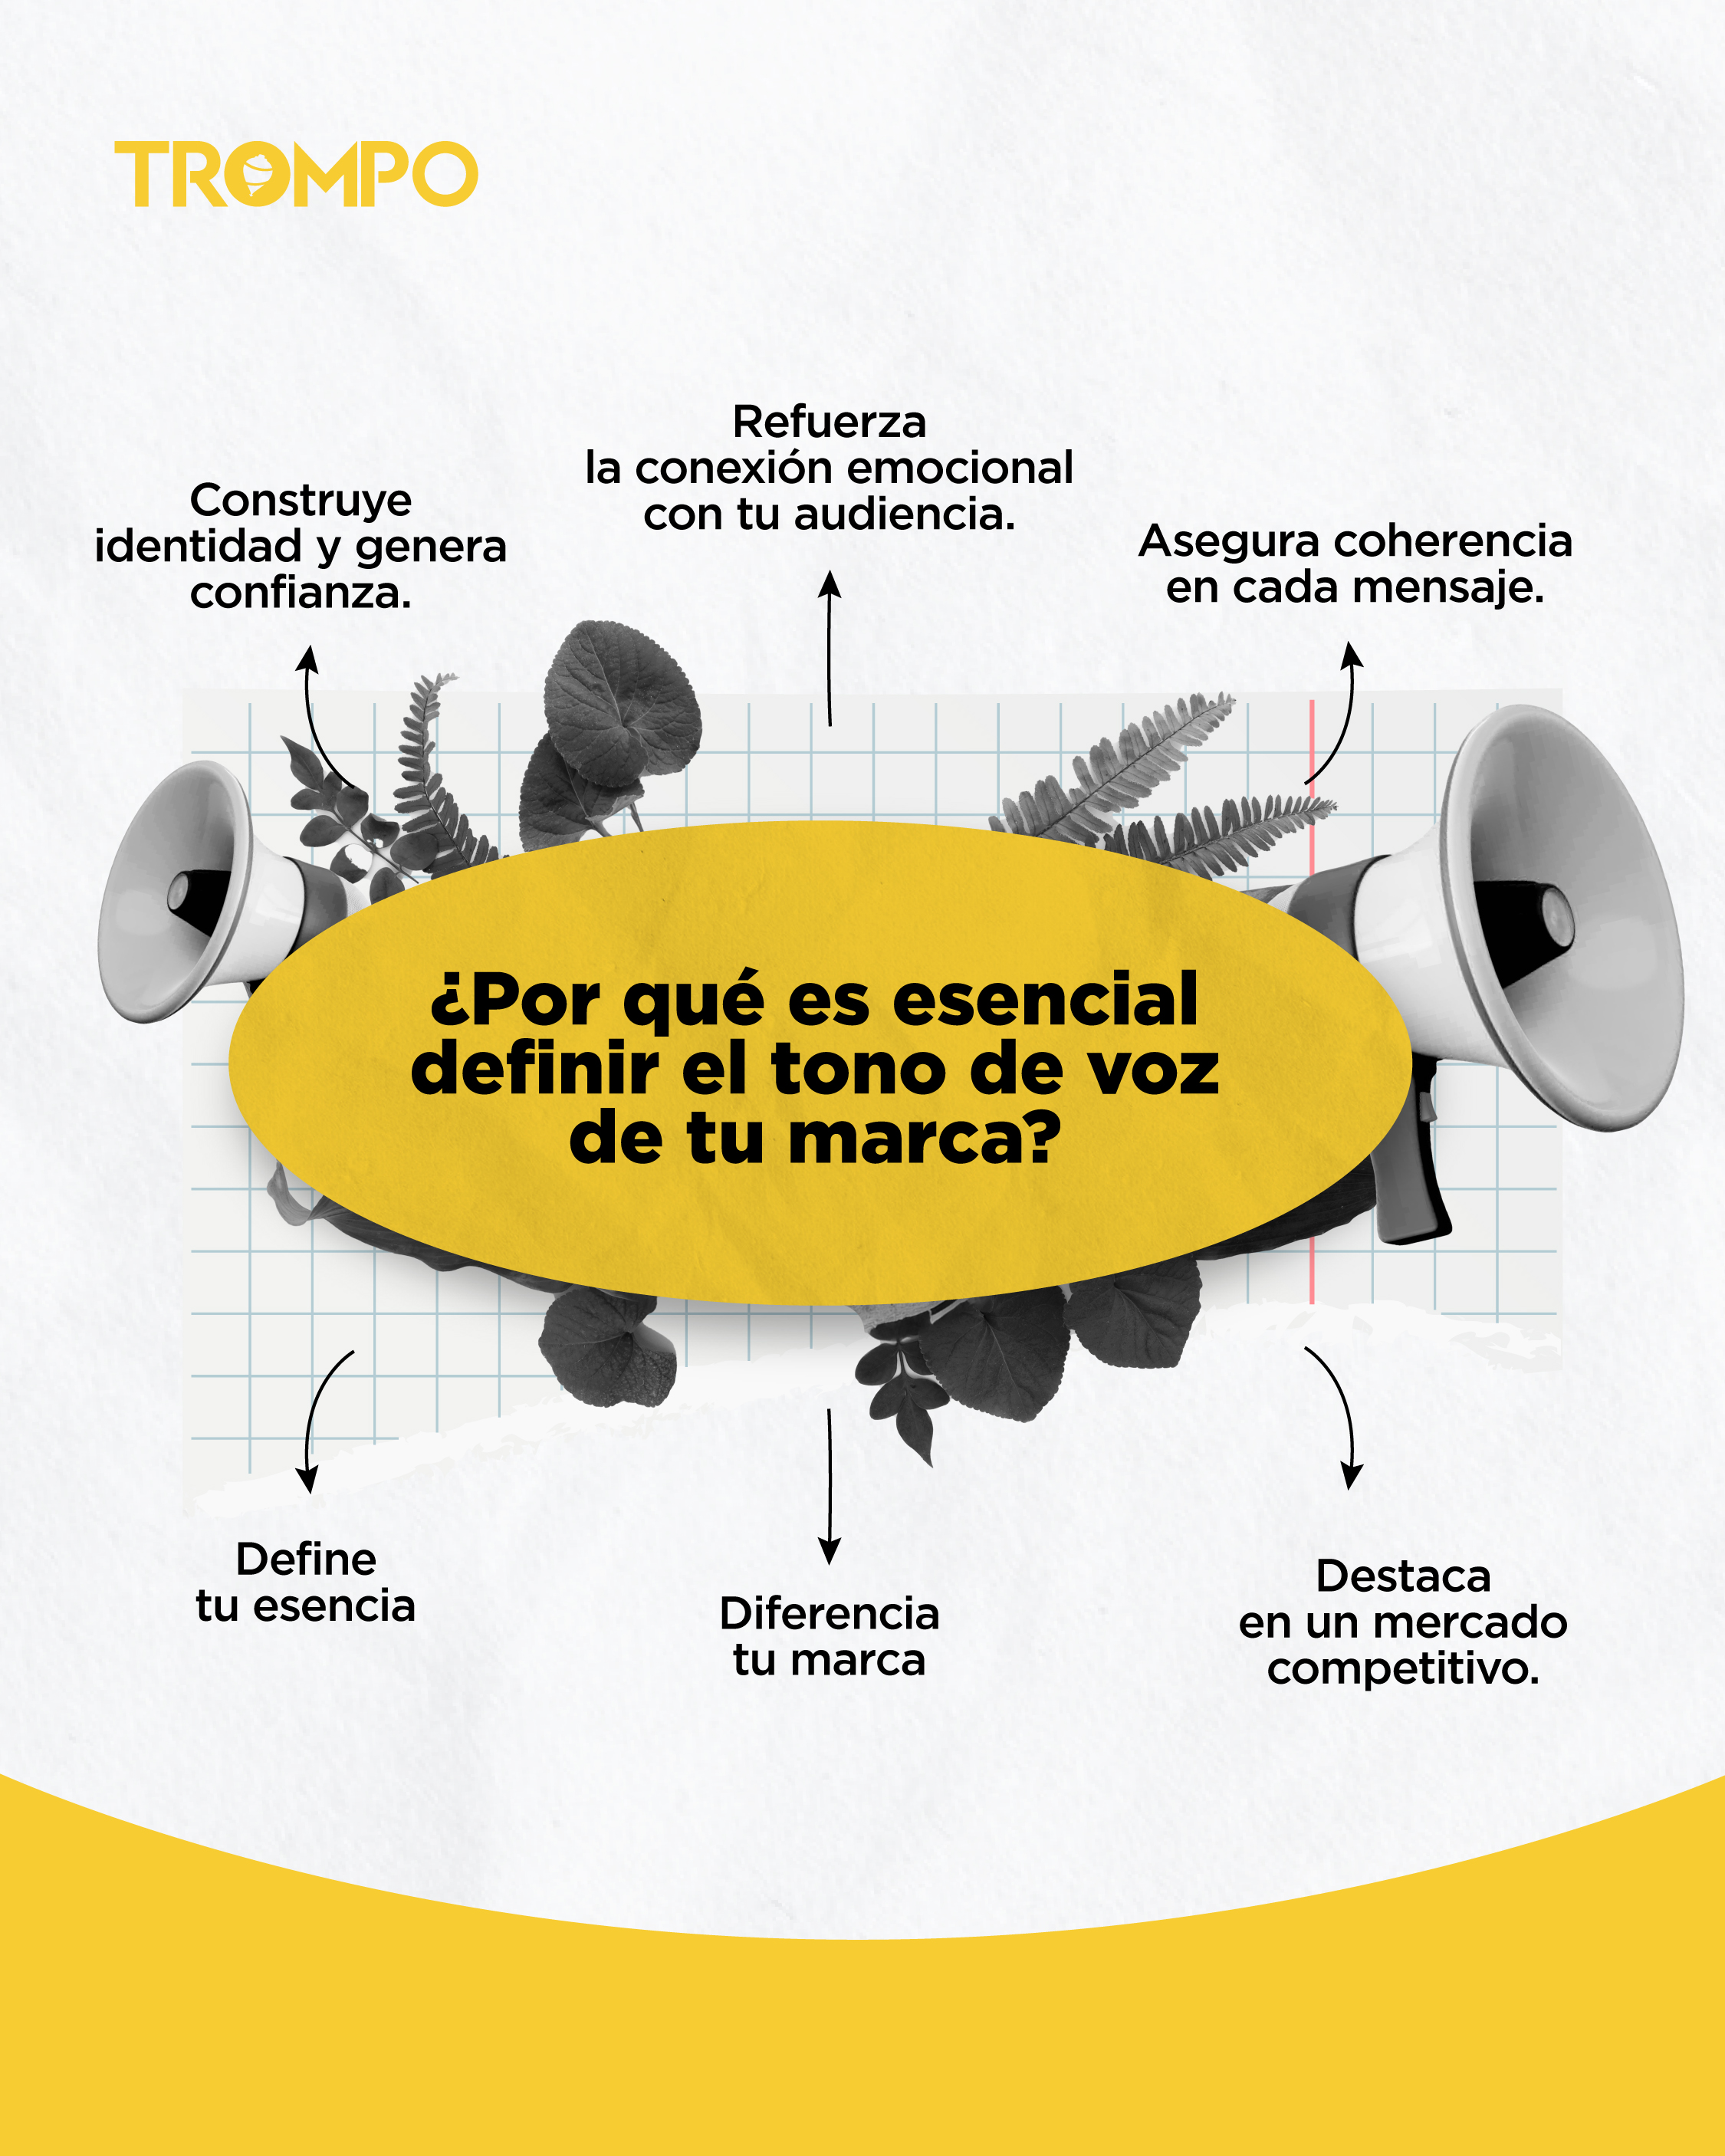 TROMPO
Construye
identidad y genera
confianza.
Refuerza
la conexión emocional
con tu audiencia.
Asegura coherencia
en cada mensaje.
¿Por qué es esencial
definir el tono de voz
de tu marca?
Define
tu esencia
Diferencia
tu marca
Destaca
en un mercado
competitivo.